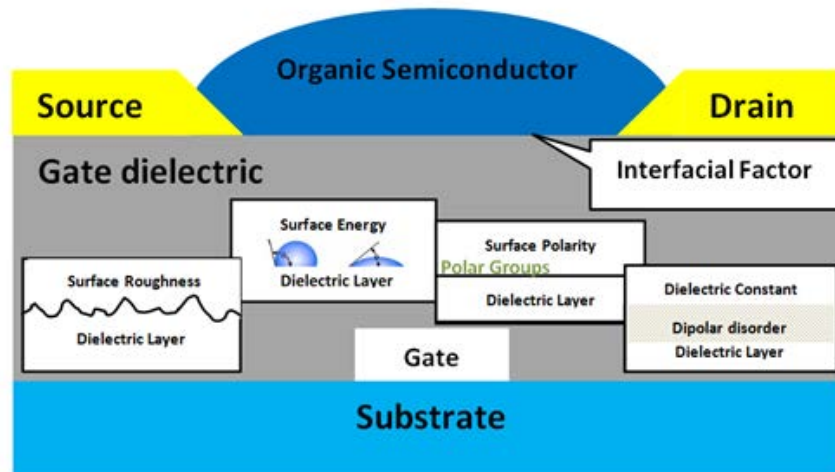 Organic Semiconductor
Source
Drain
Gate dielectric
Interfacial Factor
Surface Energy
Dielectric Layer
Surface Polarity
Polar Groups
Dielectric Layer
Surface Roughness
Dielectric Layer
Dielectric Constant
Dipolar disorder
Dielectric Layer
Gate
Substrate